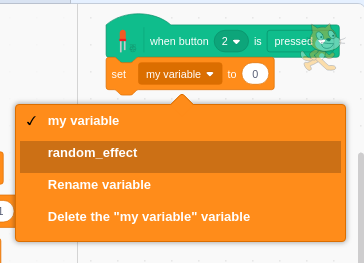 when button 2 is pressed
set my variable to 0
✓ my variable
random_effect
Rename variable
1
Delete the "my variable" variable